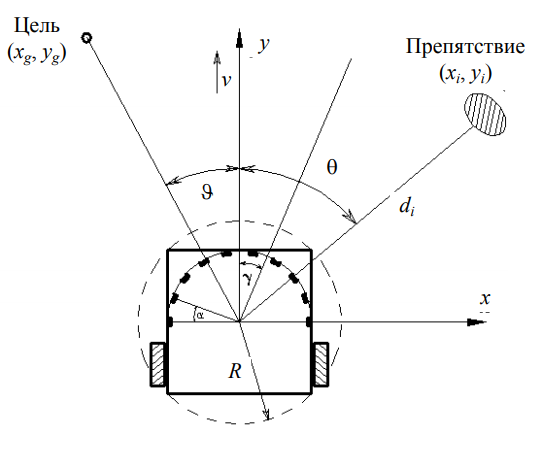 Цель
(xg, yg)
y
v
Препятствие
(xi, yi)
θ
ϑ
di
γ
α
x
R